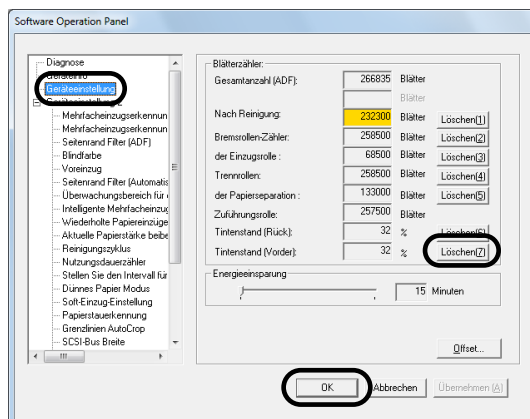 Software Operation Panel
Diagnose
Geräteinfo
Geräteeinstellung
Geräteeinstellung 2
Mehrfacheinzugserkennun
Mehrfacheinzugserkennun
Seitenrand Filter (ADF)
Blindfarbe
Voreinzug
Seitenrand Filter (Automatis
Überwachungsbereich für
Intelligente Mehrfacheinzug
Wiederholte Papiereinzüge
Aktuelle Papierstärke beibe
Reinigungszyklus
Nutzungsdauerzähler
Stellen Sie den Intervall für
Dünnes Papier Modus
Soft-Einzug-Einstellung
Papierstauerkennung
Grenzlinien AutoCrop
SCSI-Bus Breite
Blätterzähler:
Gesamtanzahl (ADF): 266835 Blätter
Blätter
Nach Reinigung: 232300 Blätter Löschen(1)
Bremsrollen-Zähler: 258500 Blätter Löschen(2)
der Einzugsrolle : 68500 Blätter Löschen(3)
Trennrollen: 258500 Blätter Löschen(4)
der Papierseparation : 133000 Blätter Löschen(5)
Zuführungsrolle: 257500 Blätter
Tintenstand (Rück): 32 % Löschen(6)
Tintenstand (Vorder): 32 % Löschen(7)
Energieeinsparung
15 Minuten
Offset...
OK Abbrechen Übernehmen (A)